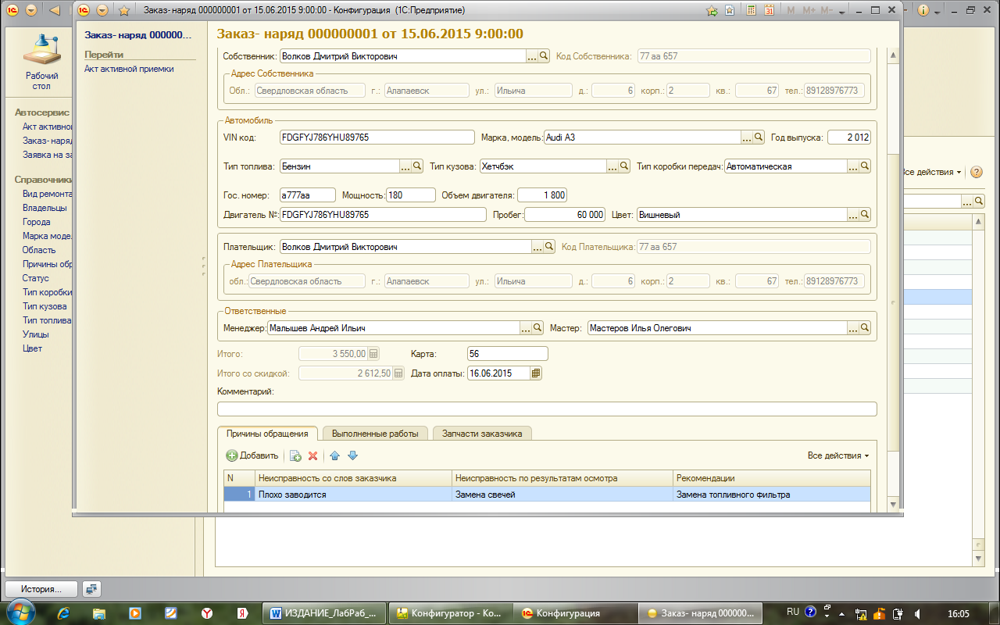 Заказ- наряд 000000001 от 15.06.2015 9:00:00 - Конфигурация (1С:Предприятие)
M M+ M-
Рабочий
стол
Автосервис
Акт активно
Заказ- наряд
Заявка на за
Справочники
Вид ремонта
Владельцы
Города
Марка моде.
Область
Причины обр
Статус
Тип коробки
Тип кузова
Тип топлива
Улицы
Цвет
Заказ- наряд 000000...
Перейти
Акт активной приемки
Заказ- наряд 000000001 от 15.06.2015 9:00:00
Собственник: Волков Дмитрий Викторович ... Код Собственника: 77 аа 657
Адрес Собственника
Обл.: Свердловская область г.: Алапаевск ул.: Ильича д.: 6 корп.: 2 кв.: 67 тел.: 89128976773
Автомобиль
VIN код: FDGFYJ786YHU89765 Марка, модель: Audi A3 ... Год выпуска: 2 012
Тип топлива: Бензин ... Тип кузова: Хетчбэк ... Тип коробки передач: Автоматическая ...
Гос. номер: а777аа Мощность: 180 Объем двигателя: 1 800
Двигатель №: FDGFYJ786YHU89765 Пробег: 60 000 Цвет: Вишневый ...
Плательщик: Волков Дмитрий Викторович ... Код Плательщика: 77 аа 657
Адрес Плательщика
обл.: Свердловская область г.: Алапаевск ул.: Ильича д.: 6 корп.: 2 кв.: 67 тел.: 89128976773
Ответственные
Менеджер: Малышев Андрей Ильич ... Мастер: Мастеров Илья Олегович ...
Итого: 3 550,00 Карта: 56
Итого со скидкой: 2 612,50 Дата оплаты: 16.06.2015
Комментарий:
Причины обращения Выполненные работы Запчасти заказчика
Добавить Все действия
N Неисправность со слов заказчика Неисправность по результатам осмотра Рекомендации
1 Плохо заводится Замена свечей Замена топливного фильтра
Все действия
...
История...
ИЗДАНИЕ_ЛабРаб_... Конфигуратор - Ко... Конфигурация Заказ- наряд 000000... RU 16:05